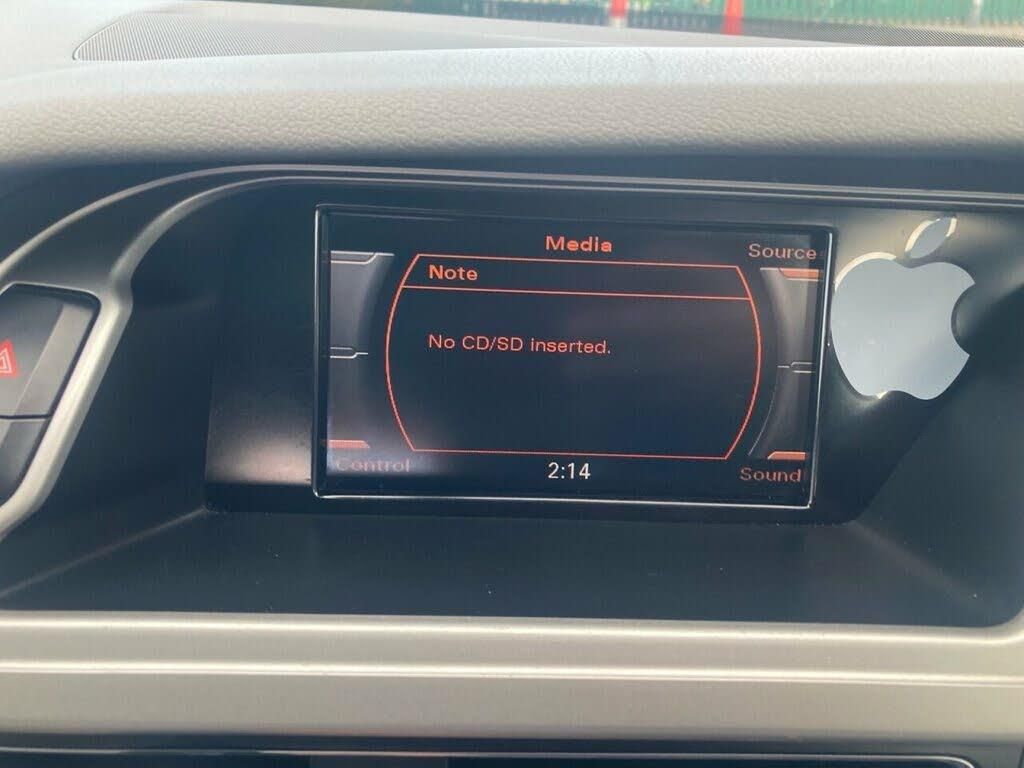 Media
Source
Note
No CD/SD inserted.
Control
2:14
Sound